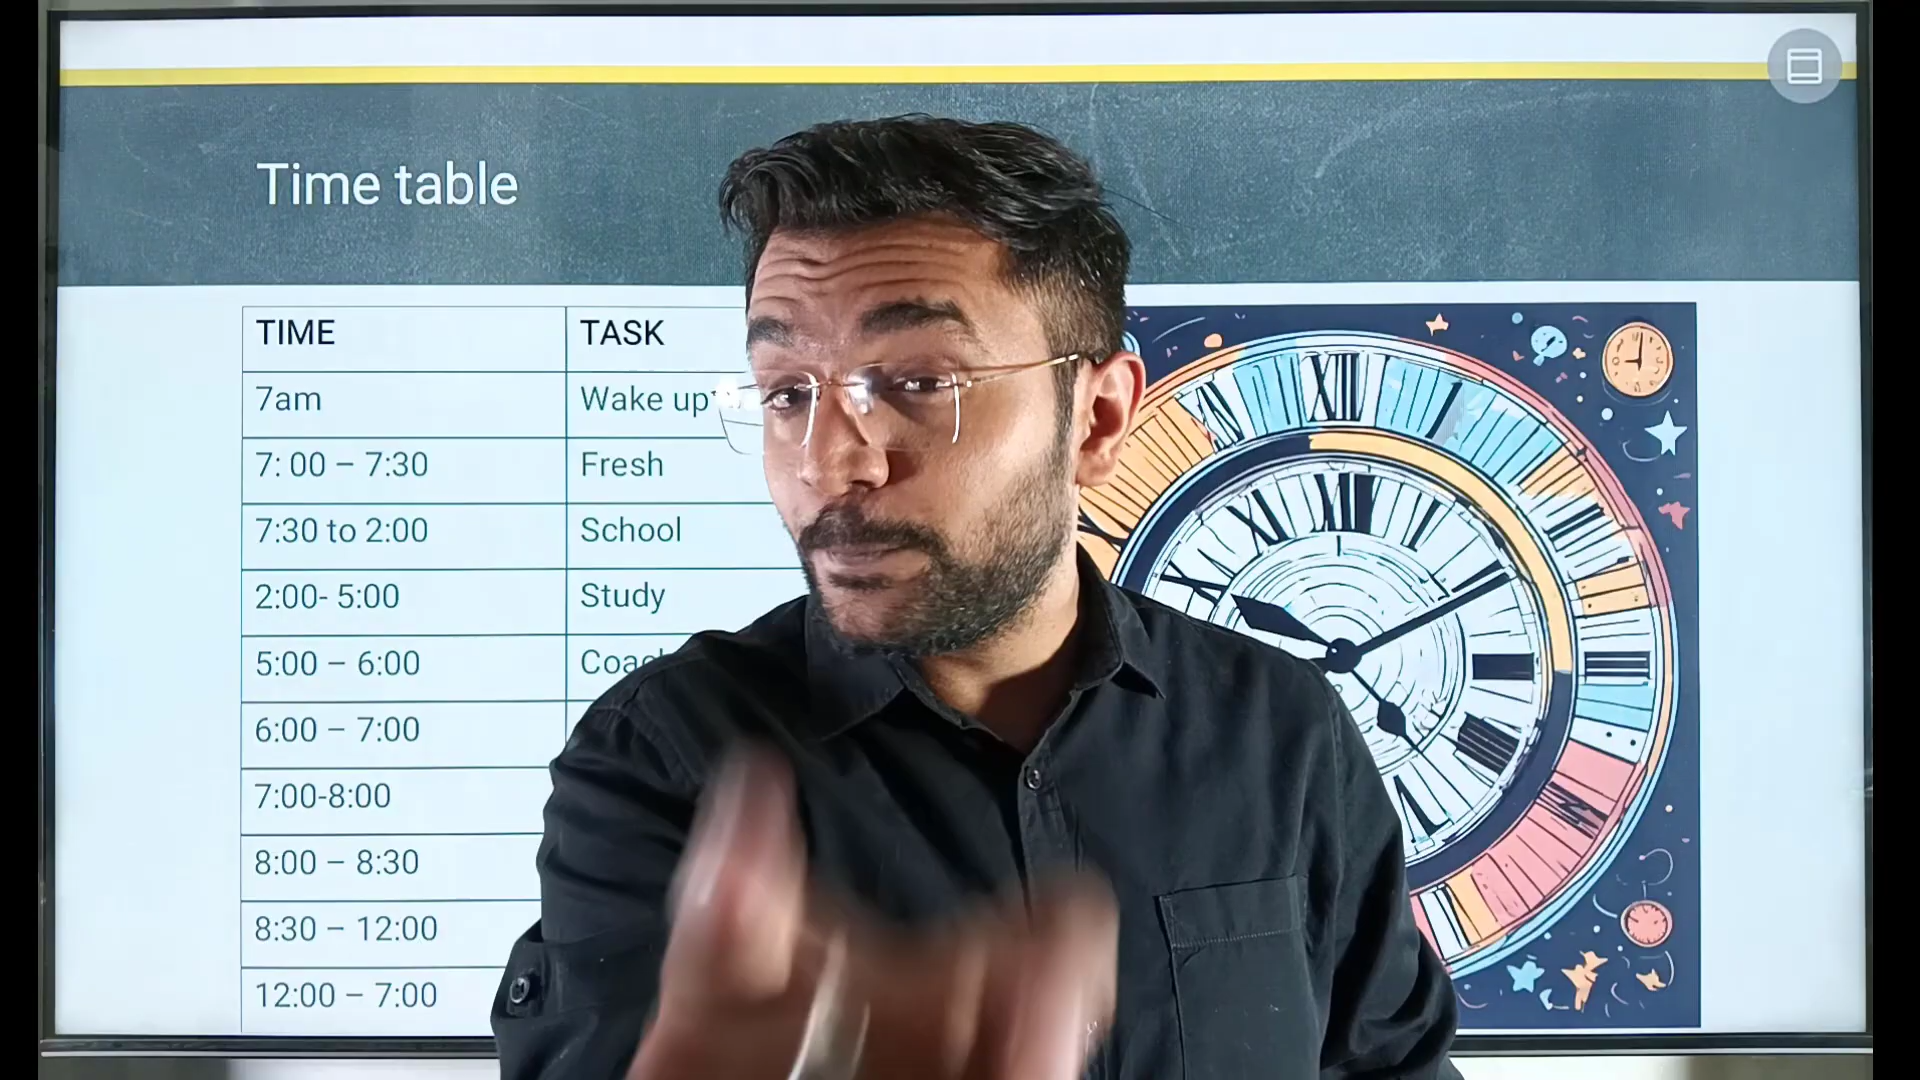 Time table
TIME TASK
7am Wake up
7: 00 – 7:30 Fresh
7:30 to 2:00 School
2:00- 5:00 Study
5:00 – 6:00
6:00 – 7:00
7:00-8:00
8:00 – 8:30
8:30 – 12:00
12:00 – 7:00